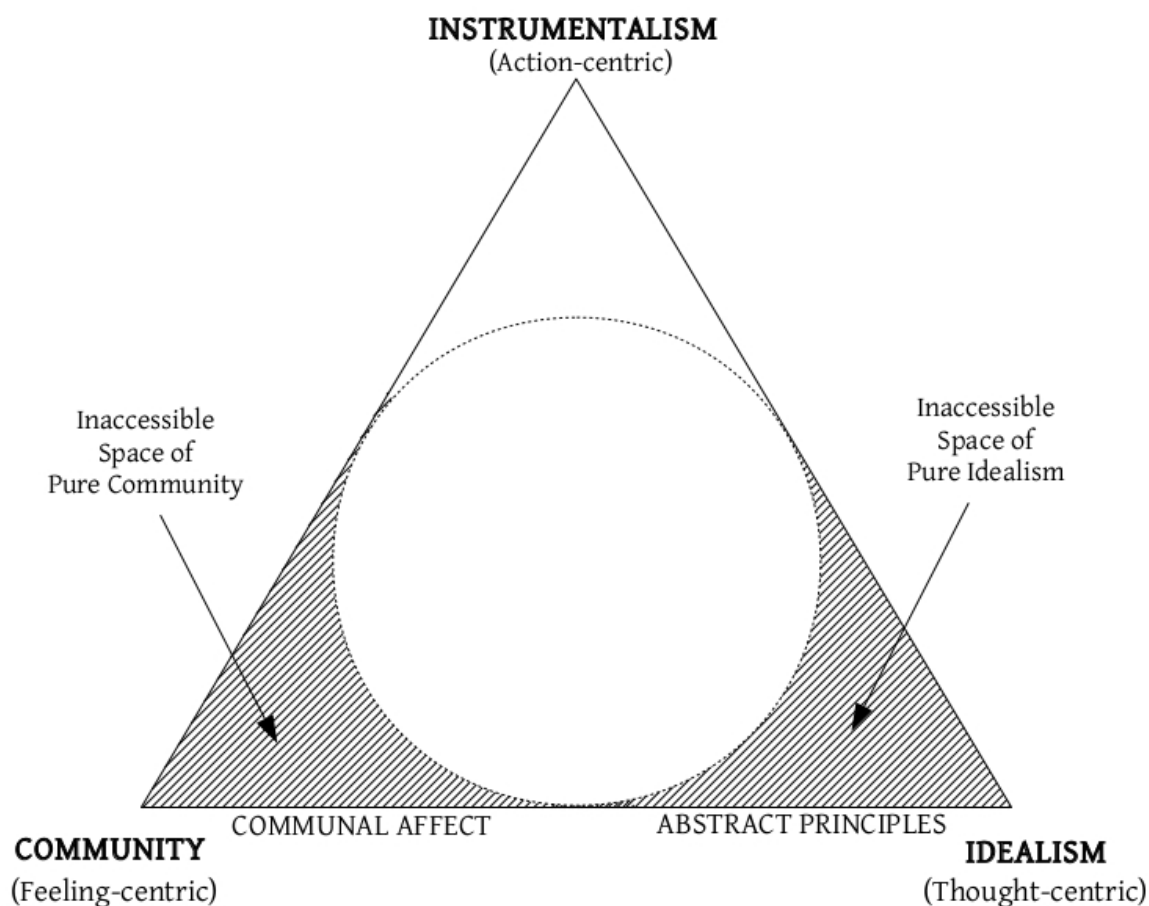 INSTRUMENTALISM
(Action-centric)
Inaccessible
Space of
Pure Community
Inaccessible
Space of
Pure Idealism
COMMUNAL AFFECT
ABSTRACT PRINCIPLES
COMMUNITY
(Feeling-centric)
IDEALISM
(Thought-centric)